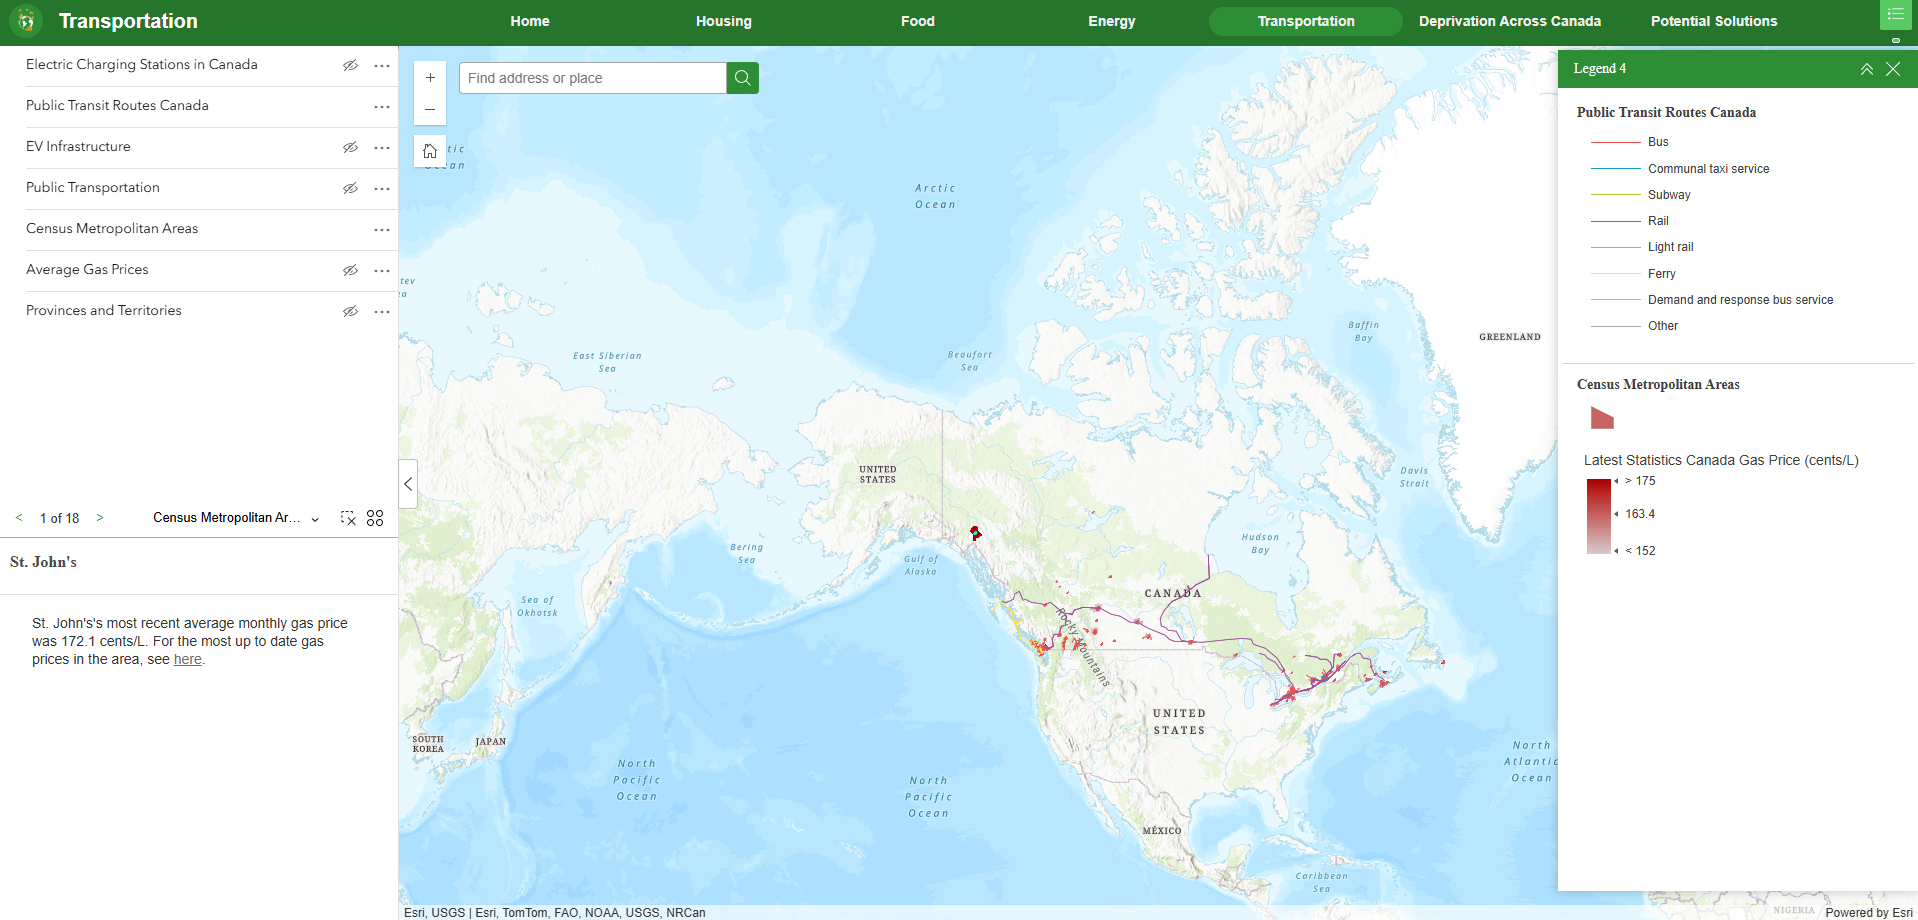 Transportation
Home
Housing
Food
Energy
Transportation
Deprivation Across Canada
Potential Solutions
Electric Charging Stations in Canada
Public Transit Routes Canada
EV Infrastructure
Public Transportation
Census Metropolitan Areas
Average Gas Prices
Provinces and Territories
< 1 of 18 >
Census Metropolitan Ar...
St. John's
St. John's's most recent average monthly gas price
was 172.1 cents/L. For the most up to date gas
prices in the area, see here.
+
−
Find address or place
Arctic
Ocean
East Siberian
Sea
Beaufort
Sea
Baffin
Bay
GREENLAND
UNITED
STATES
Davis
Strait
Bering
Sea
Gulf of
Alaska
Hudson
Bay
Sea of
Okhotsk
CANADA
Rocky Mountains
UNITED
STATES
SOUTH
KOREA
JAPAN
North
Pacific
Ocean
North
Pacific
Ocean
North
Atlantic
Ocean
MÉXICO
Caribbean
Sea
NIGERIA
Esri, USGS | Esri, TomTom, FAO, NOAA, USGS, NRCan
Powered by Esri
Legend 4
Public Transit Routes Canada
Bus
Communal taxi service
Subway
Rail
Light rail
Ferry
Demand and response bus service
Other
Census Metropolitan Areas
Latest Statistics Canada Gas Price (cents/L)
> 175
163.4
< 152